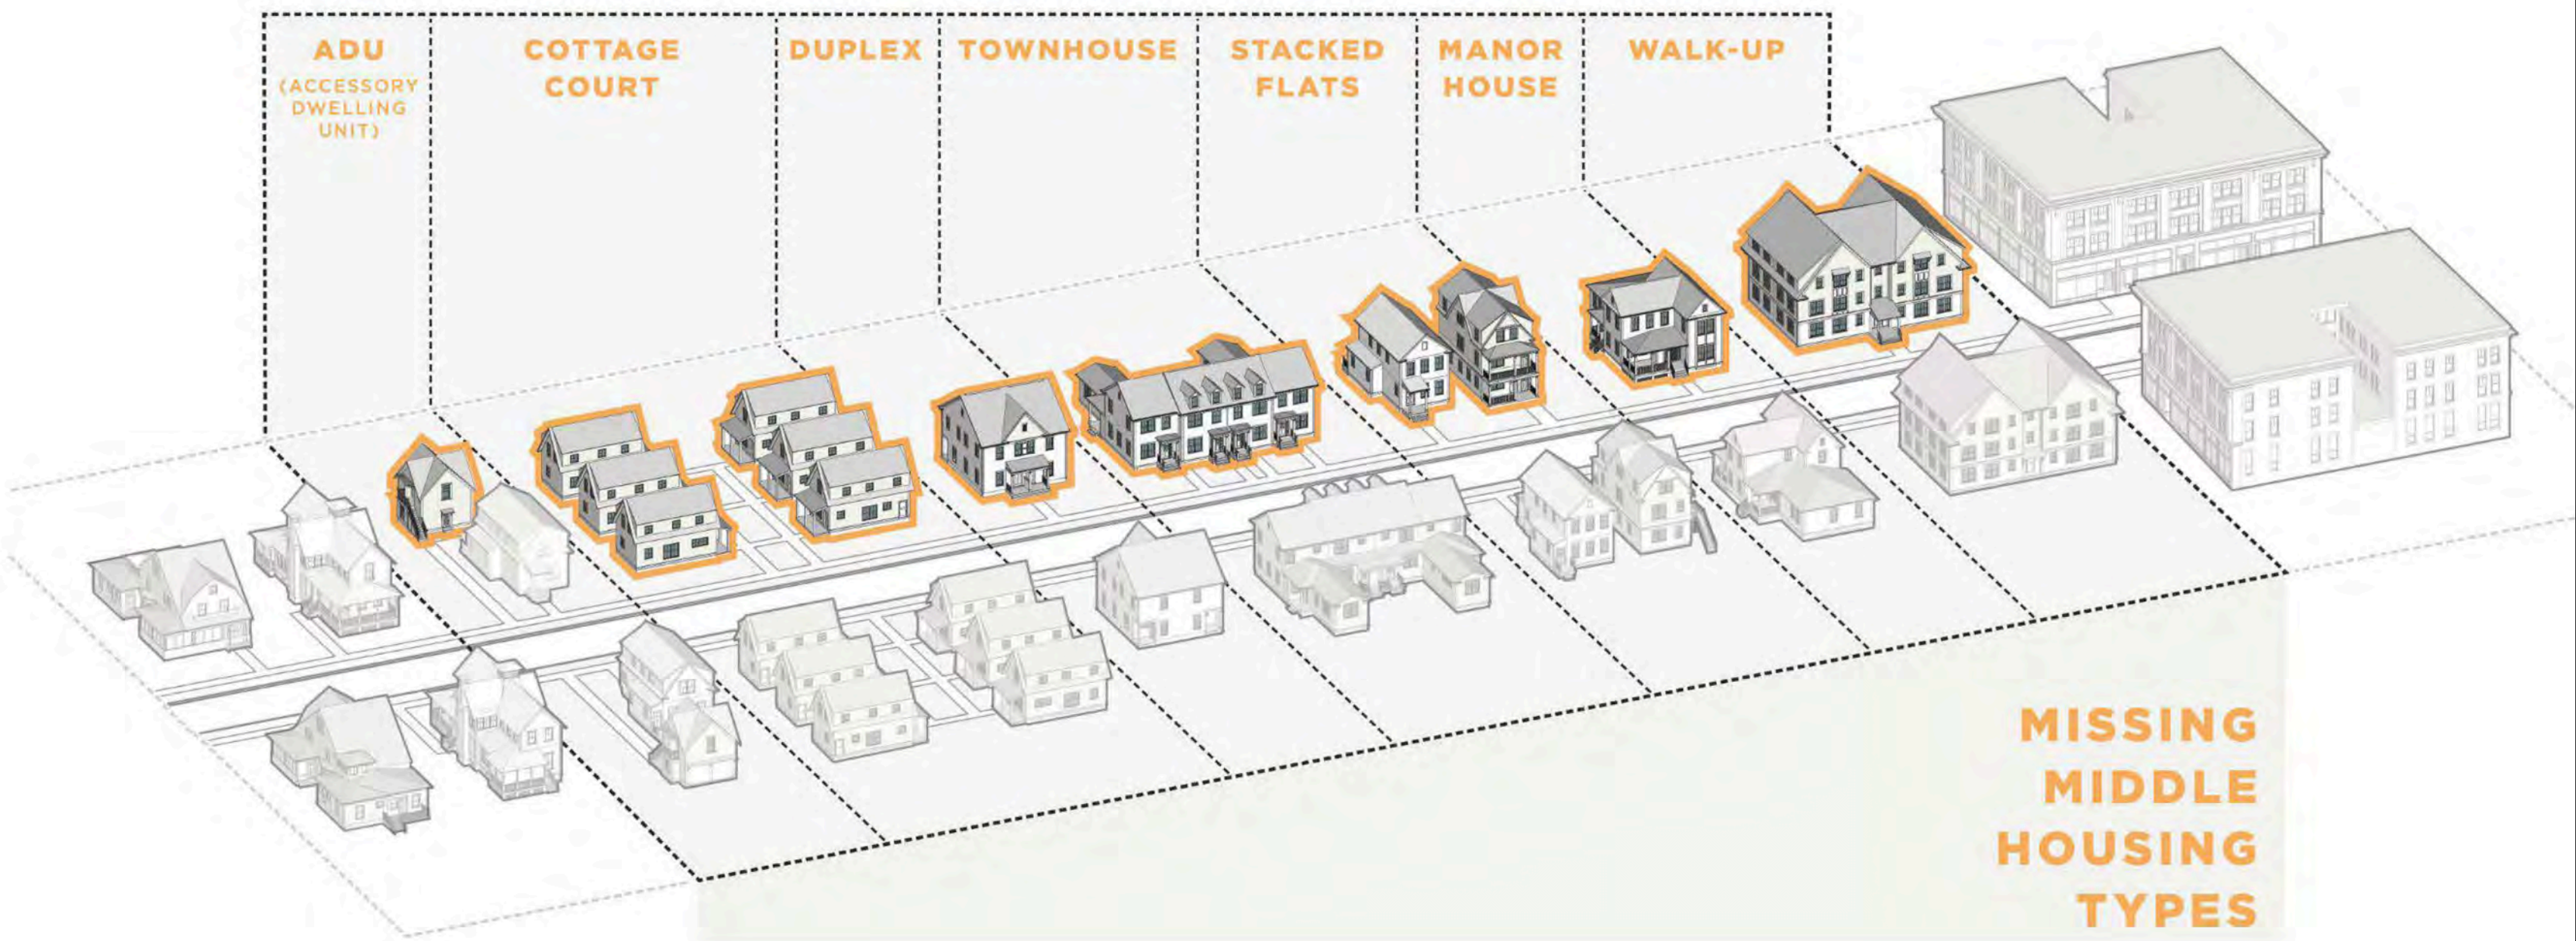 ADU
(ACCESSORY
DWELLING
UNIT)
COTTAGE
COURT
DUPLEX
TOWNHOUSE
STACKED
FLATS
MANOR
HOUSE
WALK-UP
MISSING
MIDDLE
HOUSING
TYPES